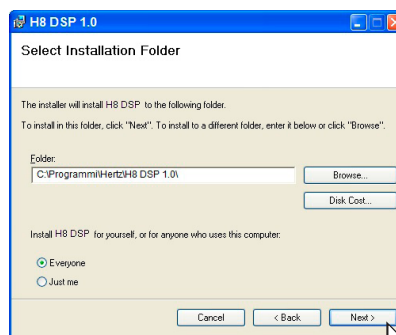 H8 DSP 1.0
Select Installation Folder
The installer will install H8 DSP to the following folder.
To install in this folder, click "Next". To install to a different folder, enter it below or click "Browse".
Folder:
C:\Programmi\Hertz\H8 DSP 1.0\
Browse...
Disk Cost...
Install H8 DSP for yourself, or for anyone who uses this computer:
Everyone
Just me
Cancel
< Back
Next >